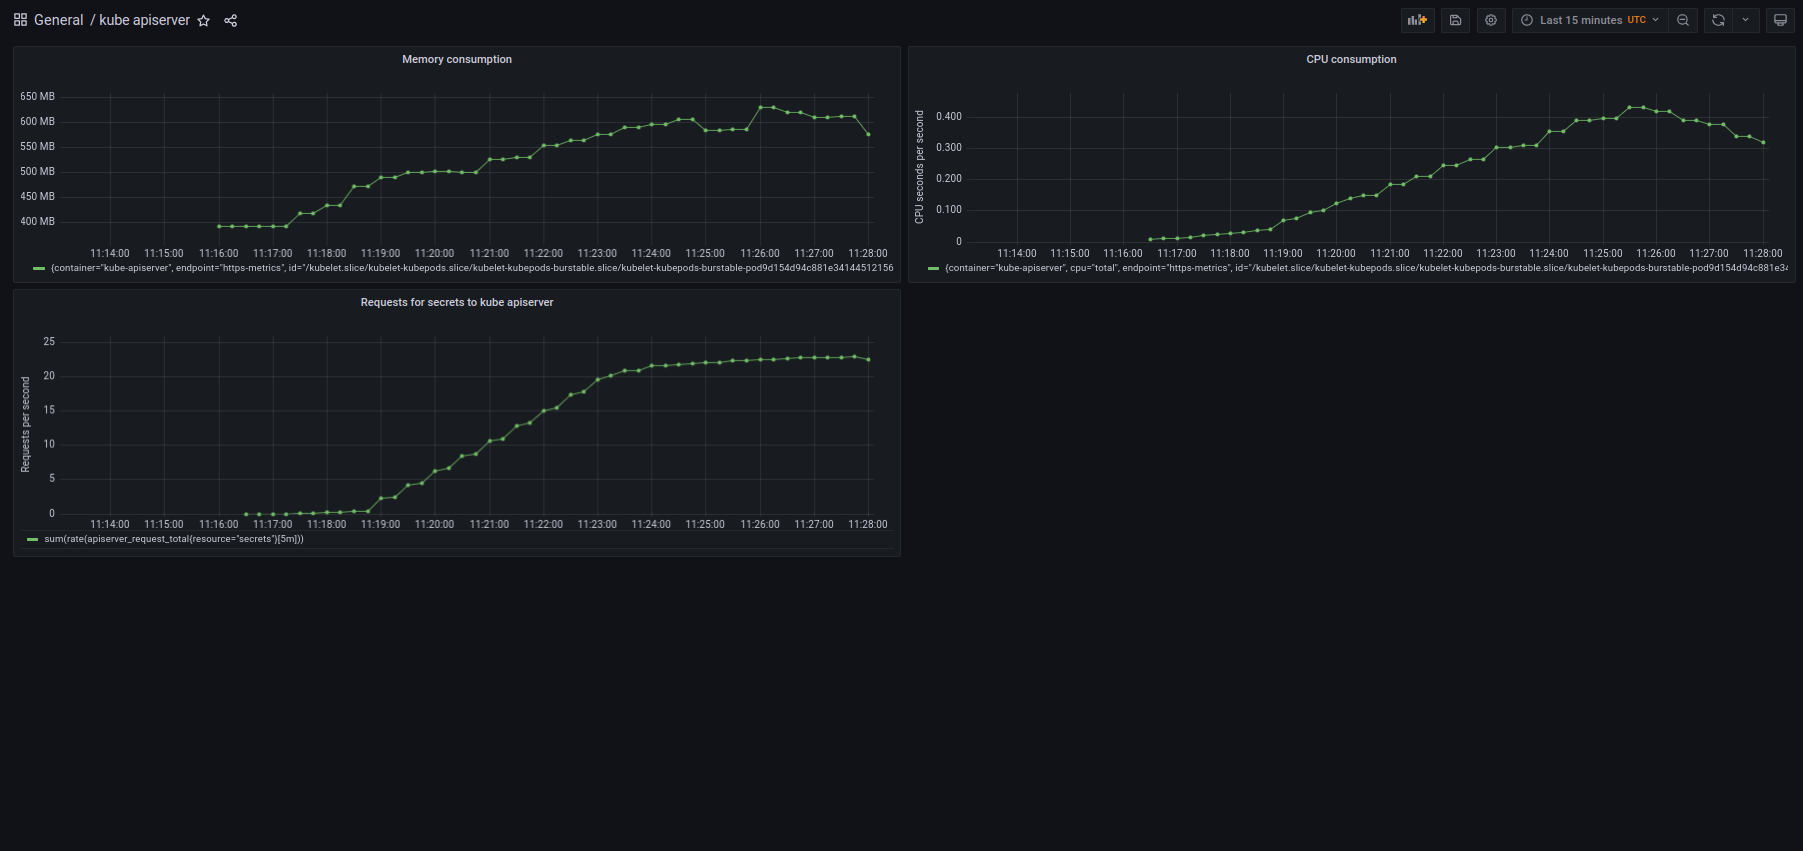 General / kube apiserver
Last 15 minutes UTC
Memory consumption
650 MB
600 MB
550 MB
500 MB
450 MB
400 MB
11:14:00 11:15:00 11:16:00 11:17:00 11:18:00 11:19:00 11:20:00 11:21:00 11:22:00 11:23:00 11:24:00 11:25:00 11:26:00 11:27:00 11:28:00
{container="kube-apiserver", endpoint="https-metrics", id="/kubelet.slice/kubelet-kubepods.slice/kubelet-kubepods-burstable.slice/kubelet-kubepods-burstable-pod9d154d94c881e34144512156
CPU consumption
CPU seconds per second
0.400
0.300
0.200
0.100
0
11:14:00 11:15:00 11:16:00 11:17:00 11:18:00 11:19:00 11:20:00 11:21:00 11:22:00 11:23:00 11:24:00 11:25:00 11:26:00 11:27:00 11:28:00
{container="kube-apiserver", cpu="total", endpoint="https-metrics", id="/kubelet.slice/kubelet-kubepods.slice/kubelet-kubepods-burstable.slice/kubelet-kubepods-burstable-pod9d154d94c881e34
Requests for secrets to kube apiserver
Requests per second
25
20
15
10
5
0
11:14:00 11:15:00 11:16:00 11:17:00 11:18:00 11:19:00 11:20:00 11:21:00 11:22:00 11:23:00 11:24:00 11:25:00 11:26:00 11:27:00 11:28:00
sum(rate(apiserver_request_total{resource="secrets"}[5m]))